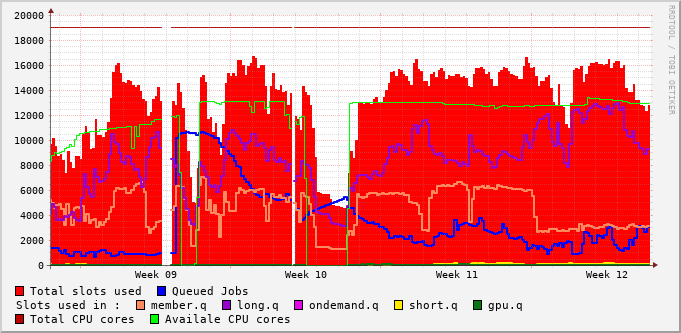 20000
18000
16000
14000
12000
10000
8000
6000
4000
2000
0
Week 09 Week 10 Week 11 Week 12
RRDTOOL / TOBI OETIKER
Total slots used Queued Jobs
Slots used in : member.q long.q ondemand.q short.q gpu.q
Total CPU cores Availale CPU cores